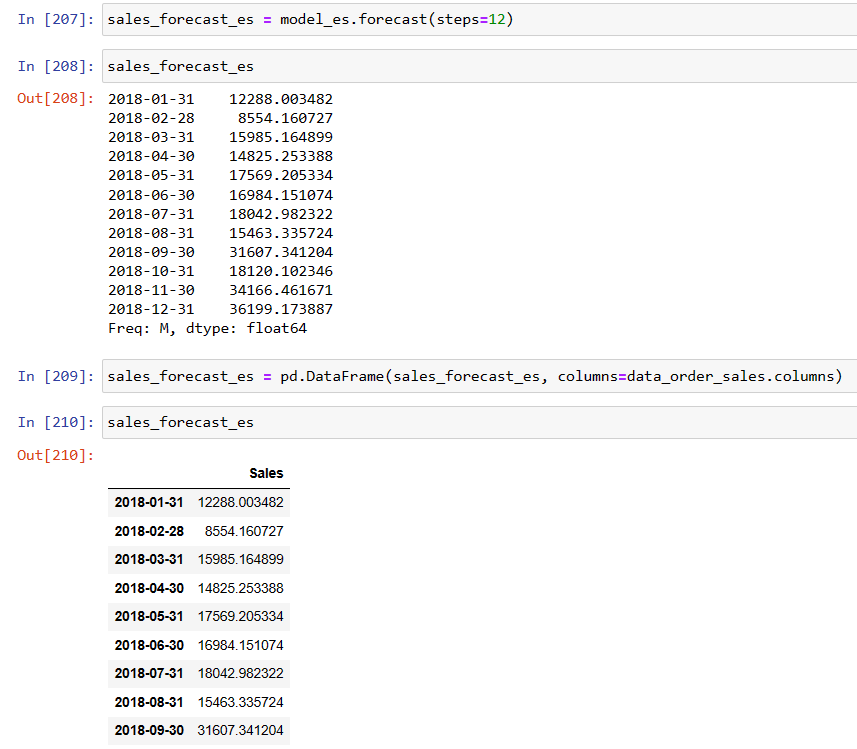 In [207]: sales_forecast_es = model_es.forecast(steps=12)
In [208]: sales_forecast_es
Out[208]: 2018-01-31    12288.003482
2018-02-28     8554.160727
2018-03-31    15985.164899
2018-04-30    14825.253388
2018-05-31    17569.205334
2018-06-30    16984.151074
2018-07-31    18042.982322
2018-08-31    15463.335724
2018-09-30    31607.341204
2018-10-31    18120.102346
2018-11-30    34166.461671
2018-12-31    36199.173887
Freq: M, dtype: float64
In [209]: sales_forecast_es = pd.DataFrame(sales_forecast_es, columns=data_order_sales.columns)
In [210]: sales_forecast_es
Out[210]:
Sales
2018-01-31 12288.003482
2018-02-28 8554.160727
2018-03-31 15985.164899
2018-04-30 14825.253388
2018-05-31 17569.205334
2018-06-30 16984.151074
2018-07-31 18042.982322
2018-08-31 15463.335724
2018-09-30 31607.341204